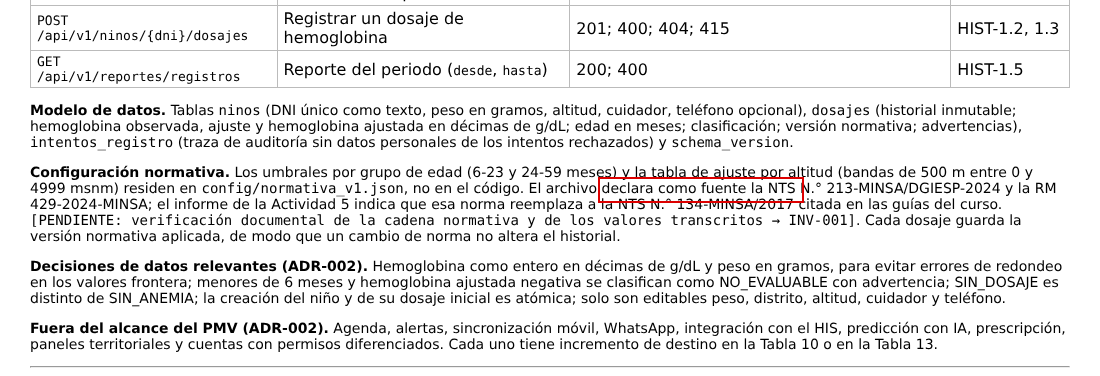 POST
/api/v1/ninos/{dni}/dosajes
Registrar un dosaje de
hemoglobina
201; 400; 404; 415
HIST-1.2, 1.3
GET
/api/v1/reportes/registros
Reporte del periodo (desde, hasta)
200; 400
HIST-1.5
Modelo de datos. Tablas ninos (DNI único como texto, peso en gramos, altitud, cuidador, teléfono opcional), dosajes (historial inmutable;
hemoglobina observada, ajuste y hemoglobina ajustada en décimas de g/dL; edad en meses; clasificación; versión normativa; advertencias),
intentos_registro (traza de auditoría sin datos personales de los intentos rechazados) y schema_version.
Configuración normativa. Los umbrales por grupo de edad (6-23 y 24-59 meses) y la tabla de ajuste por altitud (bandas de 500 m entre 0 y
4999 msnm) residen en config/normativa_v1.json, no en el código. El archivo declara como fuente la NTS N.° 213-MINSA/DGIESP-2024 y la RM
429-2024-MINSA; el informe de la Actividad 5 indica que esa norma reemplaza a la NTS N.° 134-MINSA/2017 citada en las guías del curso.
[PENDIENTE: verificación documental de la cadena normativa y de los valores transcritos → INV-001]. Cada dosaje guarda la
versión normativa aplicada, de modo que un cambio de norma no altera el historial.
Decisiones de datos relevantes (ADR-002). Hemoglobina como entero en décimas de g/dL y peso en gramos, para evitar errores de redondeo
en los valores frontera; menores de 6 meses y hemoglobina ajustada negativa se clasifican como NO_EVALUABLE con advertencia; SIN_DOSAJE es
distinto de SIN_ANEMIA; la creación del niño y de su dosaje inicial es atómica; solo son editables peso, distrito, altitud, cuidador y teléfono.
Fuera del alcance del PMV (ADR-002). Agenda, alertas, sincronización móvil, WhatsApp, integración con el HIS, predicción con IA, prescripción,
paneles territoriales y cuentas con permisos diferenciados. Cada uno tiene incremento de destino en la Tabla 10 o en la Tabla 13.